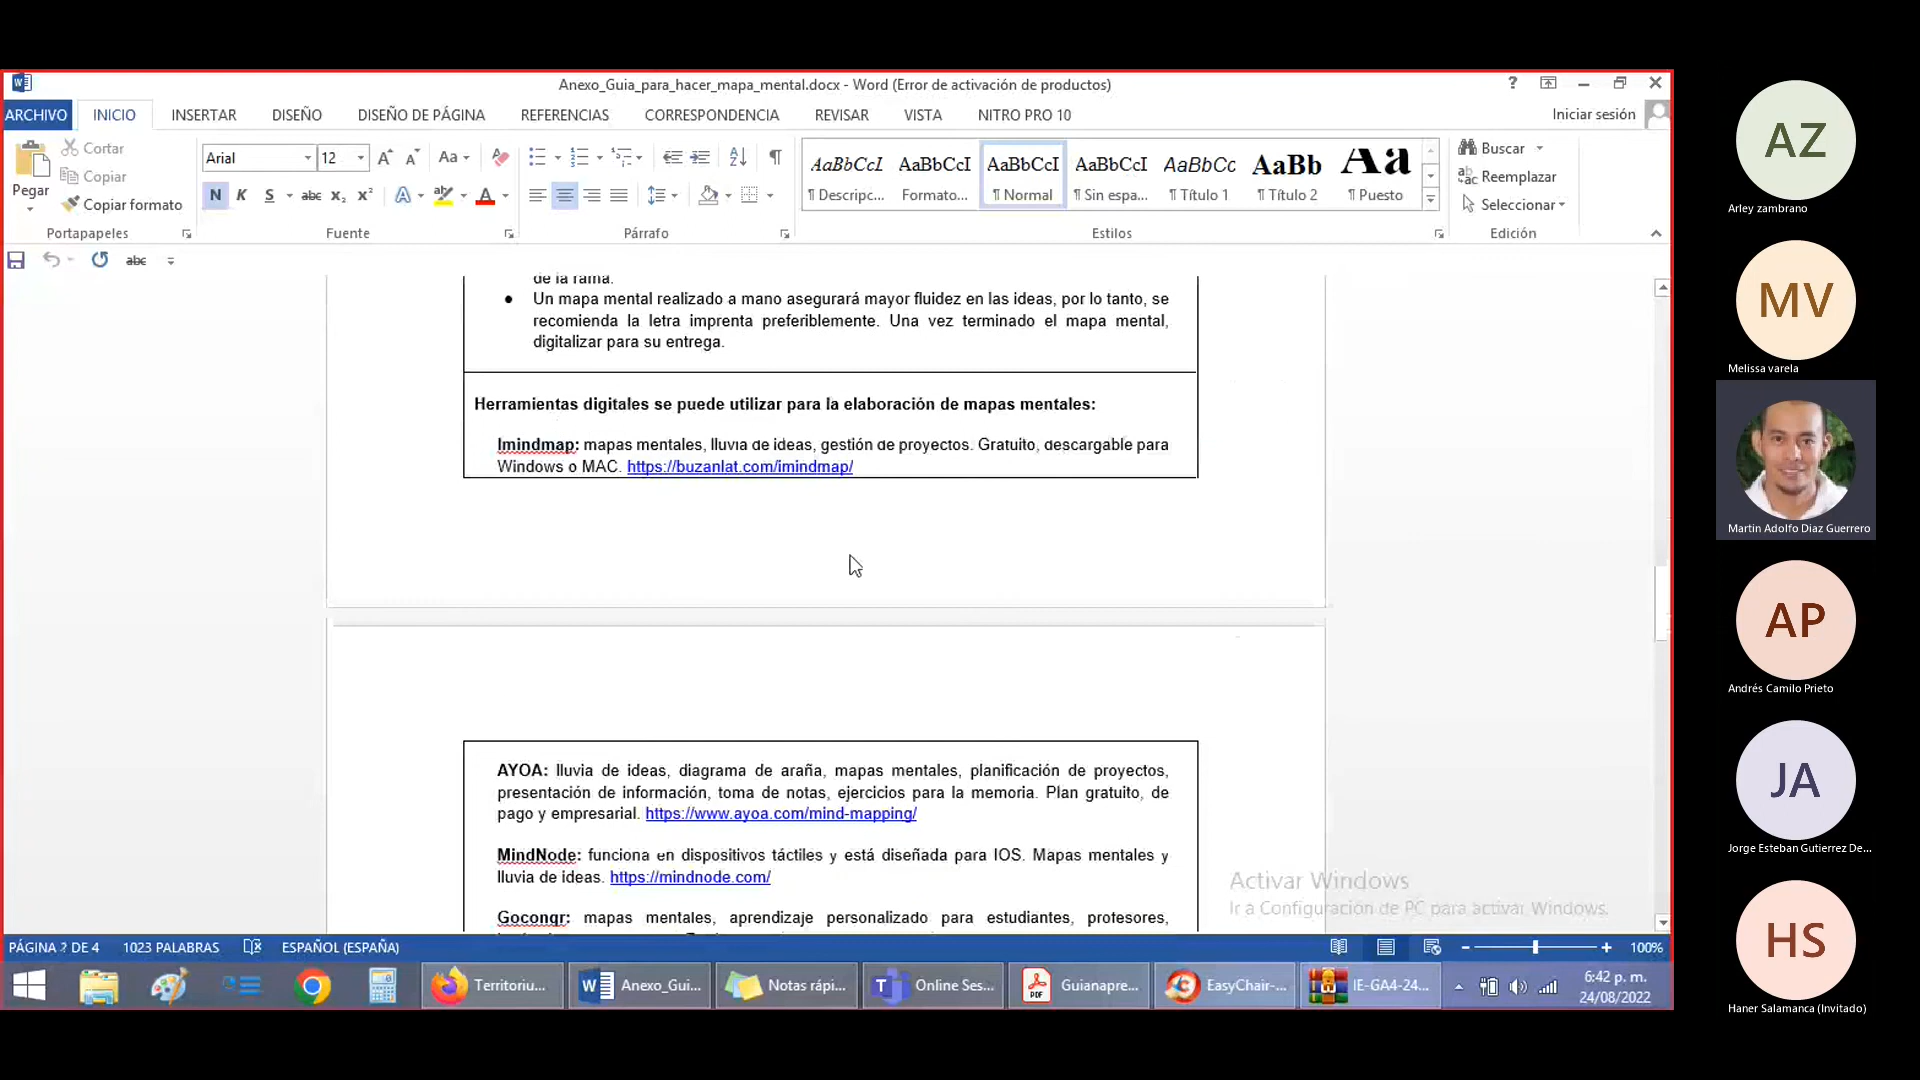 Anexo_Guia_para_hacer_mapa_mental.docx - Word (Error de activación de productos)
?
ARCHIVO INICIO INSERTAR DISEÑO DISEÑO DE PÁGINA REFERENCIAS CORRESPONDENCIA REVISAR VISTA NITRO PRO 10 Iniciar sesión
Pegar
Cortar
Copiar
Copiar formato
Portapapeles
Arial 12
N K S abc x₂ x²
Fuente
Párrafo
AaBbCcI AaBbCcI AaBbCcI AaBbCcI AaBbCc AaBb Aa
¶ Descripc... Formato... ¶ Normal ¶ Sin espa... ¶ Título 1 ¶ Título 2 ¶ Puesto
Estilos
Buscar
Reemplazar
Seleccionar
Edición
abc
de la rama.
● Un mapa mental realizado a mano asegurará mayor fluidez en las ideas, por lo tanto, se
recomienda la letra imprenta preferiblemente. Una vez terminado el mapa mental,
digitalizar para su entrega.
Herramientas digitales se puede utilizar para la elaboración de mapas mentales:
Imindmap: mapas mentales, lluvia de ideas, gestión de proyectos. Gratuito, descargable para
Windows o MAC. https://buzanlat.com/imindmap/
AYOA: lluvia de ideas, diagrama de araña, mapas mentales, planificación de proyectos,
presentación de información, toma de notas, ejercicios para la memoria. Plan gratuito, de
pago y empresarial. https://www.ayoa.com/mind-mapping/
MindNode: funciona en dispositivos táctiles y está diseñada para IOS. Mapas mentales y
lluvia de ideas. https://mindnode.com/
Gocongr: mapas mentales, aprendizaje personalizado para estudiantes, profesores,
Activar Windows
Ir a Configuración de PC para activar Windows.
PÁGINA 2 DE 4 1023 PALABRAS ESPAÑOL (ESPAÑA) 100%
Territoriu... Anexo_Gui... Notas rápi... Online Ses... Guianapre... EasyChair-... IE-GA4-24...
6:42 p. m.
24/08/2022
AZ
Arley zambrano
MV
Melissa varela
Martin Adolfo Diaz Guerrero
AP
Andrés Camilo Prieto
JA
Jorge Esteban Gutierrez De...
HS
Haner Salamanca (Invitado)